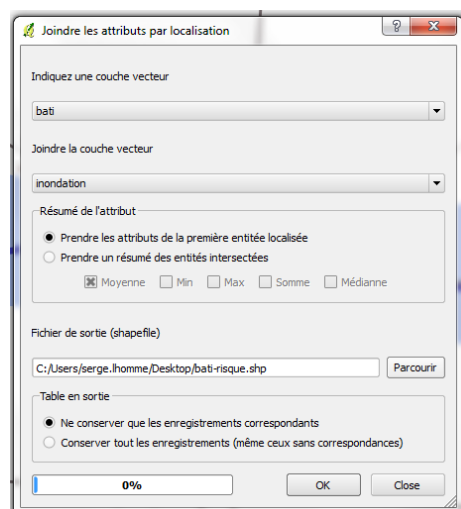 Joindre les attributs par localisation
Indiquez une couche vecteur
bati
Joindre la couche vecteur
inondation
Résumé de l'attribut
Prendre les attributs de la première entitée localisée
Prendre un résumé des entités intersectées
Moyenne Min Max Somme Médianne
Fichier de sortie (shapefile)
C:/Users/serge.lhomme/Desktop/bati-risque.shp Parcourir
Table en sortie
Ne conserver que les enregistrements correspondants
Conserver tout les enregistrements (même ceux sans correspondances)
0% OK Close